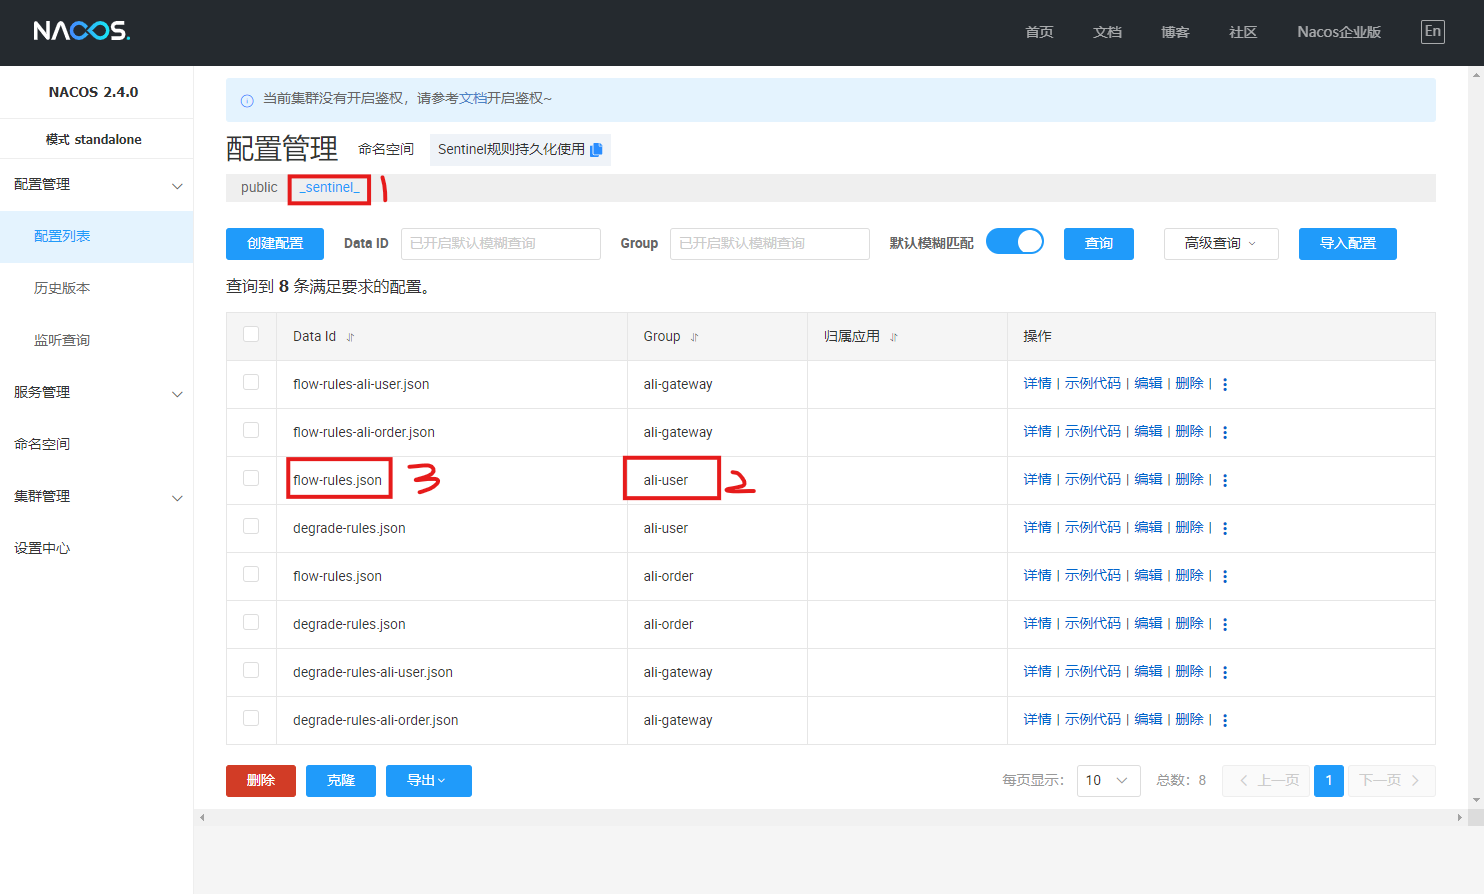 NACOS.
首页 文档 博客 社区 Nacos企业版 En
NACOS 2.4.0
模式 standalone
配置管理
配置列表
历史版本
监听查询
服务管理
命名空间
集群管理
设置中心
当前集群没有开启鉴权，请参考文档开启鉴权~
配置管理 命名空间 Sentinel规则持久化使用
public _sentinel_ 1
创建配置 Data ID 已开启默认模糊查询 Group 已开启默认模糊查询 默认模糊匹配 查询 高级查询 导入配置
查询到 8 条满足要求的配置。
Data Id Group 归属应用 操作
flow-rules-ali-user.json ali-gateway 详情 | 示例代码 | 编辑 | 删除 |
flow-rules-ali-order.json ali-gateway 详情 | 示例代码 | 编辑 | 删除 |
flow-rules.json 3 ali-user 2 详情 | 示例代码 | 编辑 | 删除 |
degrade-rules.json ali-user 详情 | 示例代码 | 编辑 | 删除 |
flow-rules.json ali-order 详情 | 示例代码 | 编辑 | 删除 |
degrade-rules.json ali-order 详情 | 示例代码 | 编辑 | 删除 |
degrade-rules-ali-user.json ali-gateway 详情 | 示例代码 | 编辑 | 删除 |
degrade-rules-ali-order.json ali-gateway 详情 | 示例代码 | 编辑 | 删除 |
删除 克隆 导出 每页显示： 10 总数：8 上一页 1 下一页